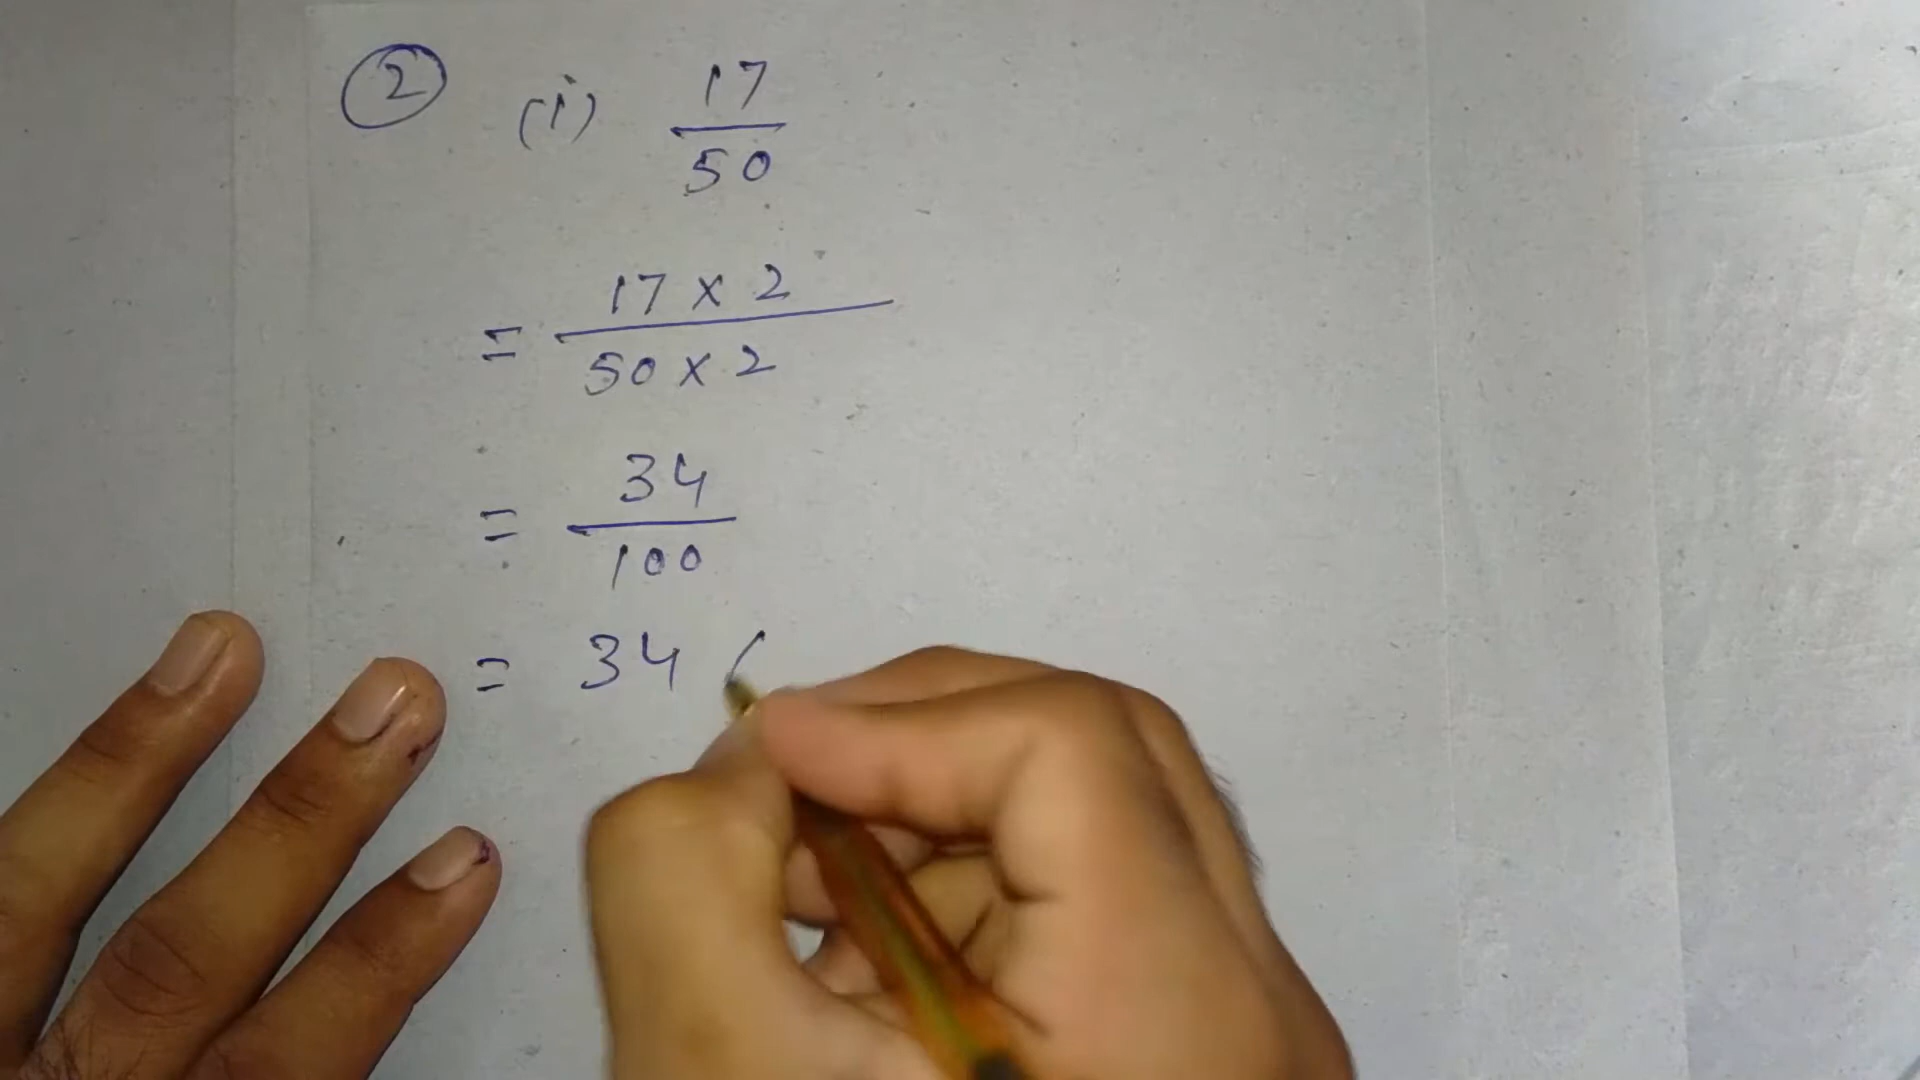 ② (i) 17/50
= 17 × 2 / 50 × 2
= 34/100
= 34 (